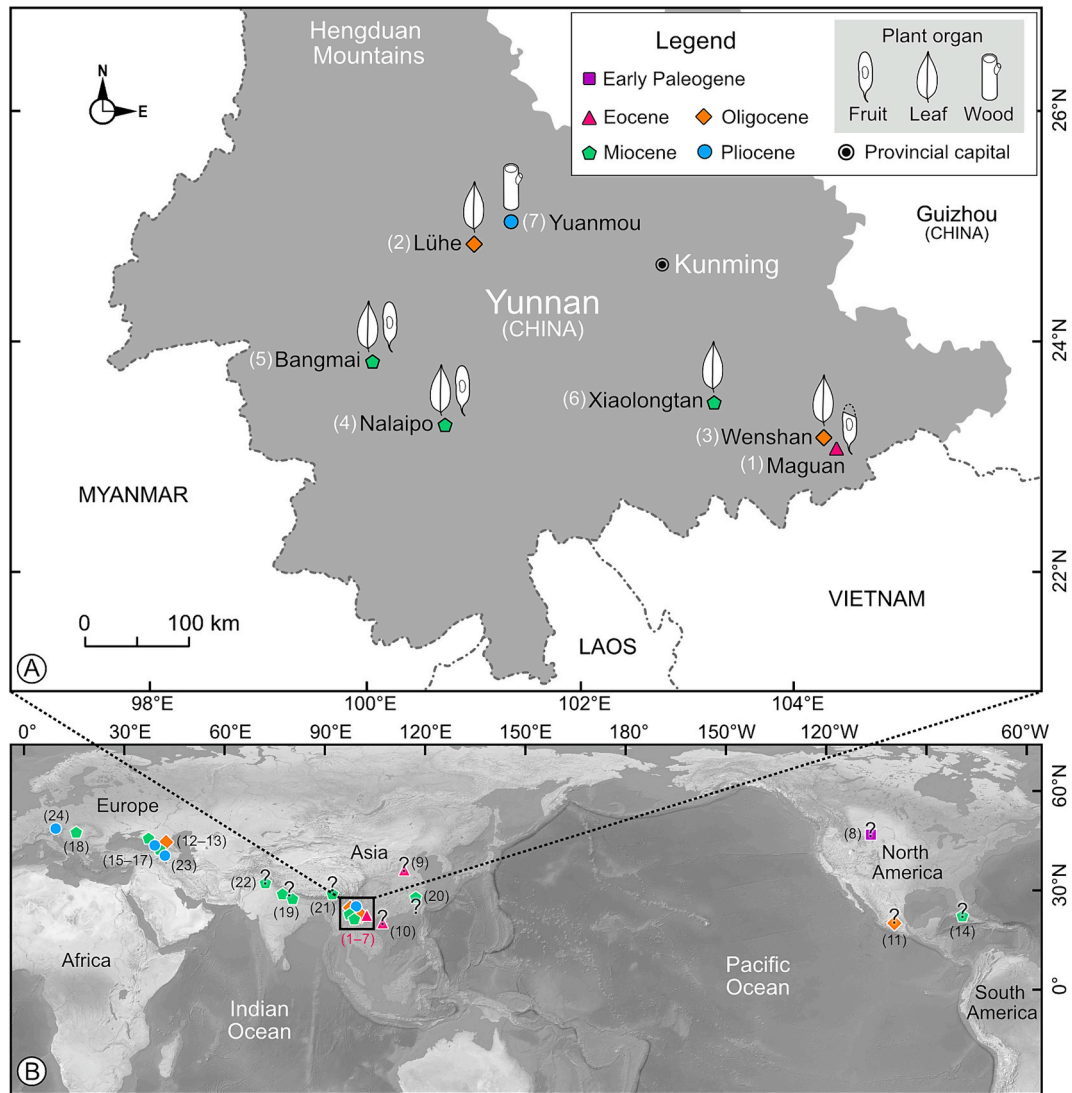 Hengduan
Mountains
N
E
Legend
Early Paleogene
Eocene
Oligocene
Miocene
Pliocene
Plant organ
Fruit
Leaf
Wood
Provincial capital
26°N
24°N
22°N
Guizhou
(CHINA)
(7) Yuanmou
(2) Lühe
Kunming
Yunnan
(CHINA)
(5) Bangmai
(6) Xiaolongtan
(4) Nalaipo
(3) Wenshan
(1) Maguan
MYANMAR
VIETNAM
LAOS
0
100 km
A
98°E
100°E
102°E
104°E
0°
30°E
60°E
90°E
120°E
150°E
180°
150°W
120°W
90°W
60°W
60°N
30°N
0°
Europe
(24)
(18)
(12–13)
(15–17)
(23)
Asia
? (9)
(22) ?
?
(19)
?
(21)
(20)
?
?
(10)
(1–7)
?
(8)
North
America
?
(11)
?
(14)
Africa
Indian
Ocean
Pacific
Ocean
South
America
B